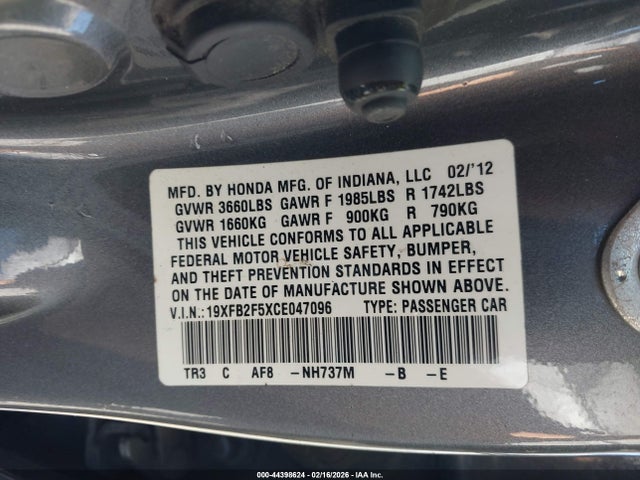 MFD. BY HONDA MFG. OF INDIANA, LLC 02/'12
GVWR 3660LBS GAWR F 1985LBS R 1742LBS
GVWR 1660KG GAWR F 900KG R 790KG
THIS VEHICLE CONFORMS TO ALL APPLICABLE
FEDERAL MOTOR VEHICLE SAFETY, BUMPER,
AND THEFT PREVENTION STANDARDS IN EFFECT
ON THE DATE OF MANUFACTURE SHOWN ABOVE.
V.I.N.: 19XFB2F5XCE047096 TYPE: PASSENGER CAR
TR3 C AF8 -NH737M -B -E
000-44398624 - 02/16/2026 - IAA Inc.